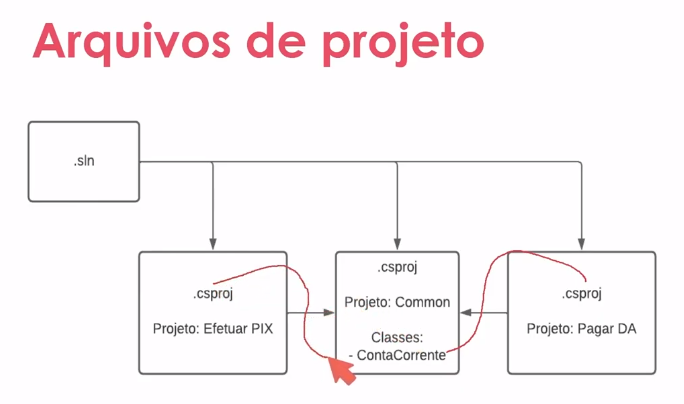 Arquivos de projeto
.sln
.csproj
Projeto: Efetuar PIX
.csproj
Projeto: Common
Classes:
- ContaCorrente
.csproj
Projeto: Pagar DA